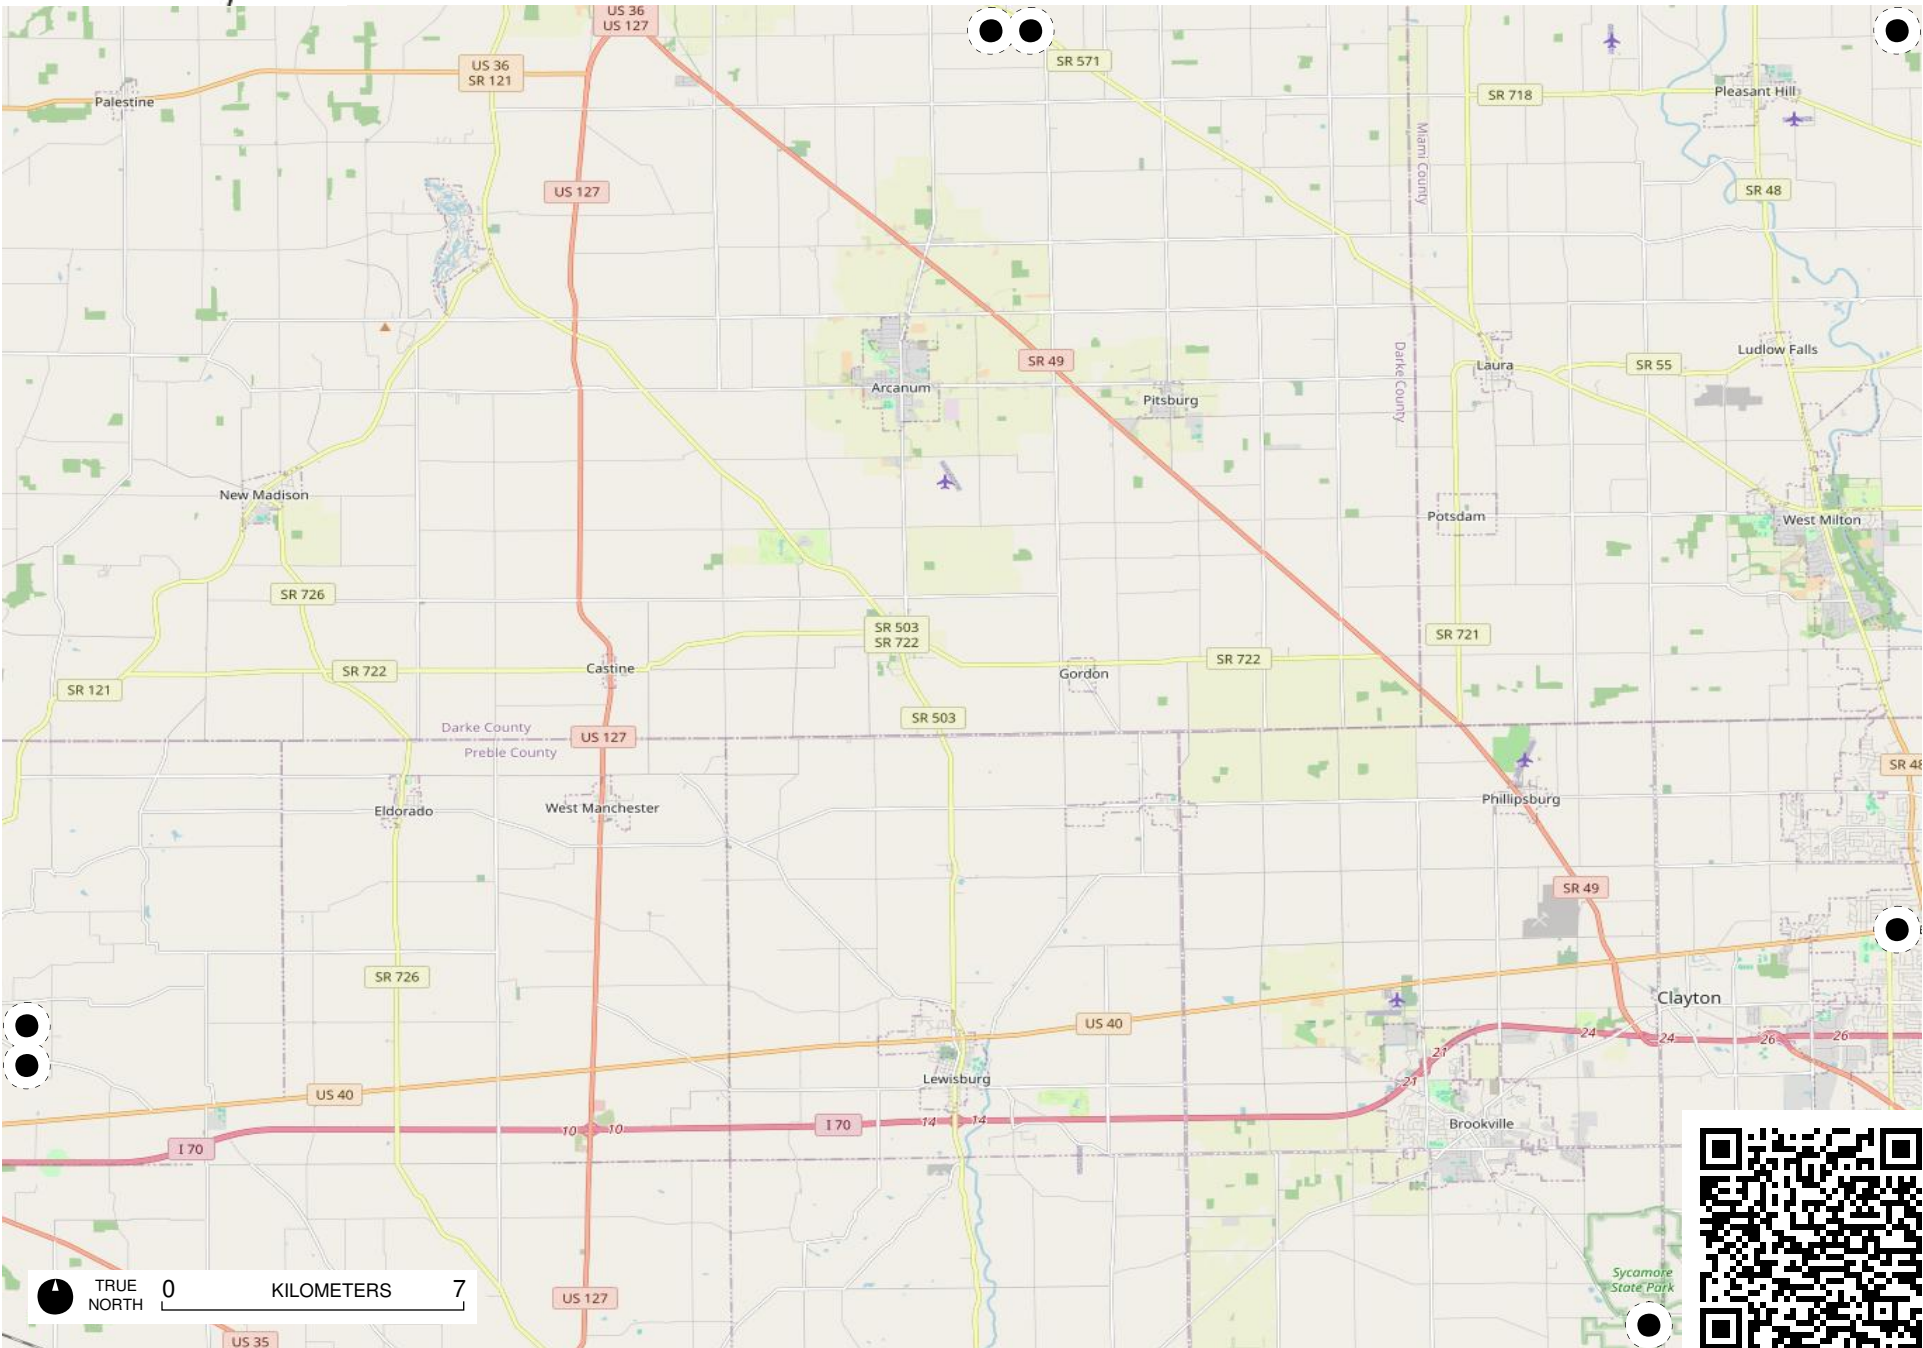 US 36
US 127
SR 571
US 36
SR 121
Palestine
SR 718
Pleasant Hill
Miami County
US 127
SR 48
Ludlow Falls
SR 49
Darke County
Laura
SR 55
Arcanum
Pitsburg
New Madison
Potsdam
West Milton
SR 726
SR 503
SR 722
SR 721
SR 722
Castine
SR 722
Gordon
SR 121
SR 503
Darke County
US 127
Preble County
SR 48
Eldorado
West Manchester
Phillipsburg
SR 49
SR 726
Clayton
US 40
24
24
26
26
21
21
Lewisburg
US 40
I 70
14
14
10
10
I 70
Brookville
Sycamore
State Park
TRUE
NORTH
0
KILOMETERS
7
US 127
US 35